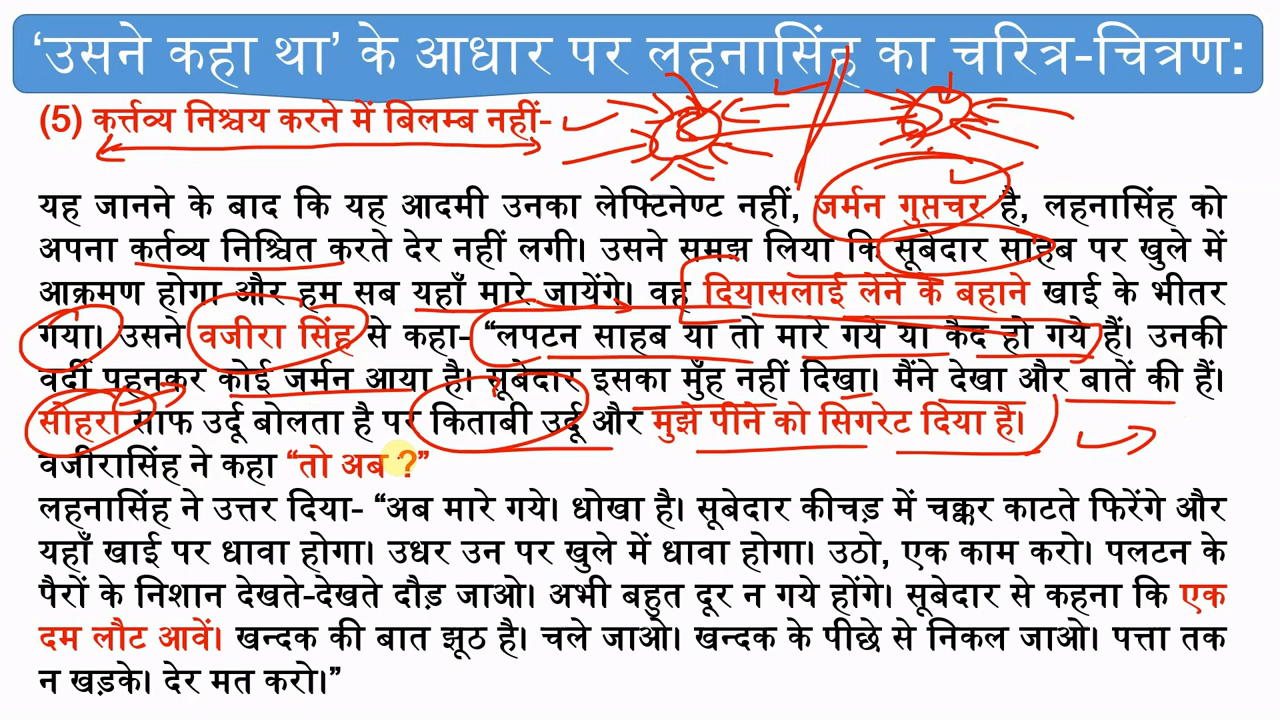 ‘उसने कहा था’ के आधार पर लहनासिंह का चरित्र-चित्रण:
(5) कर्त्तव्य निश्चय करने में बिलम्ब नहीं-
यह जानने के बाद कि यह आदमी उनका लेफ्टिनेण्ट नहीं, जर्मन गुप्तचर है, लहनासिंह को
अपना कर्तव्य निश्चित करते देर नहीं लगी। उसने समझ लिया कि सूबेदार साहब पर खुले में
आक्रमण होगा और हम सब यहाँ मारे जायेंगे। वह दियासलाई लेने के बहाने खाई के भीतर
गया। उसने वजीरा सिंह से कहा- “लपटन साहब या तो मारे गये या कैद हो गये हैं। उनकी
वर्दी पहनकर कोई जर्मन आया है। सूबेदार इसका मुँह नहीं दिखा। मैंने देखा और बातें की हैं।
सोहरा साफ उर्दू बोलता है पर किताबी उर्दू और मुझे पीने को सिगरेट दिया है।
वजीरासिंह ने कहा “तो अब ?”
लहनासिंह ने उत्तर दिया- “अब मारे गये। धोखा है। सूबेदार कीचड़ में चक्कर काटते फिरेंगे और
यहाँ खाई पर धावा होगा। उधर उन पर खुले में धावा होगा। उठो, एक काम करो। पलटन के
पैरों के निशान देखते-देखते दौड़ जाओ। अभी बहुत दूर न गये होंगे। सूबेदार से कहना कि एक
दम लौट आवें। खन्दक की बात झूठ है। चले जाओ। खन्दक के पीछे से निकल जाओ। पत्ता तक
न खड़के। देर मत करो।”